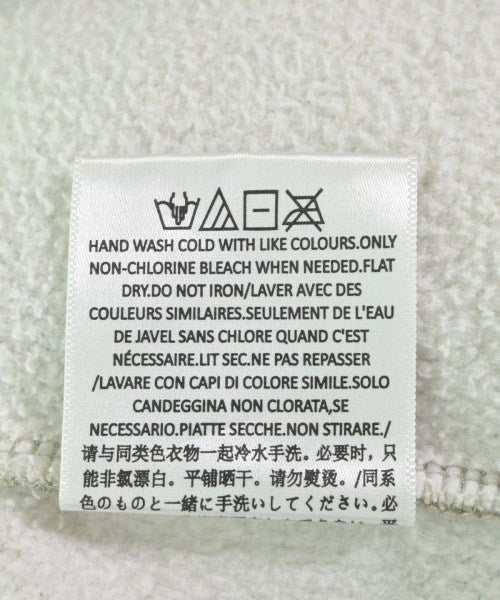 HAND WASH COLD WITH LIKE COLOURS.ONLY
NON-CHLORINE BLEACH WHEN NEEDED.FLAT
DRY.DO NOT IRON/LAVER AVEC DES
COULEURS SIMILAIRES.SEULEMENT DE L'EAU
DE JAVEL SANS CHLORE QUAND C'EST
NÉCESSAIRE.LIT SEC.NE PAS REPASSER
/LAVARE CON CAPI DI COLORE SIMILE.SOLO
CANDEGGINA NON CLORATA,SE
NECESSARIO.PIATTE SECCHE.NON STIRARE./
请与同类色衣物一起冷水手洗。必要时，只
能非氯漂白。平铺晒干。请勿熨烫。/同系
色のものと一緒に手洗いしてください。必